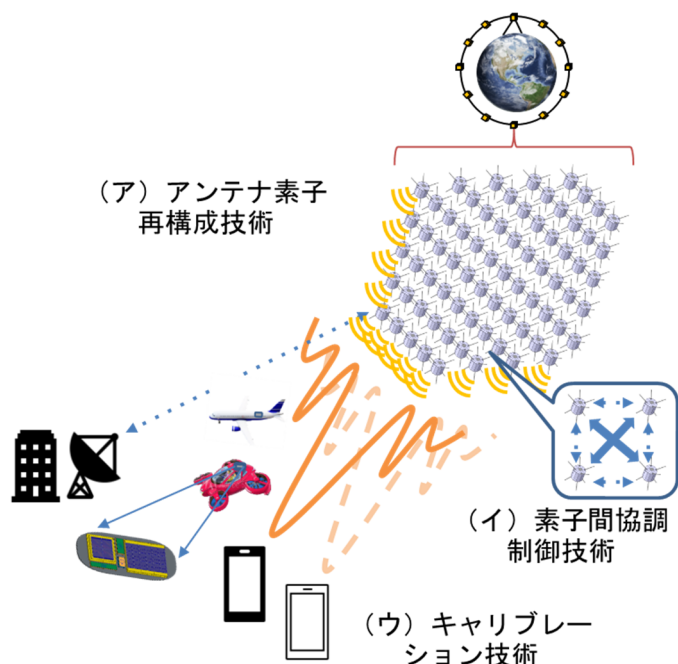 (ア)アンテナ素子
再構成技術
(イ)素子間協調
制御技術
(ウ)キャリブレー
ション技術